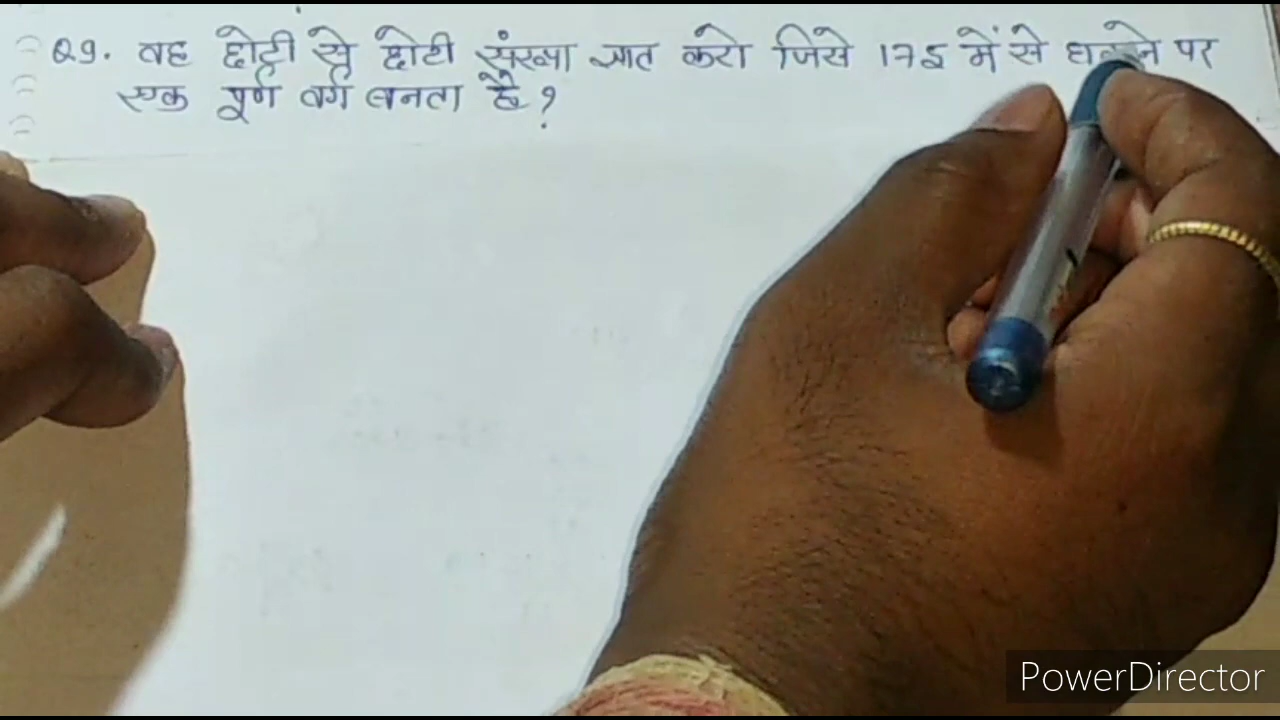 Q9. वह छोटी से छोटी संख्या ज्ञात करो जिसे 175 में से घटाने पर
एक पूर्ण वर्ग बनता है ?
PowerDirector